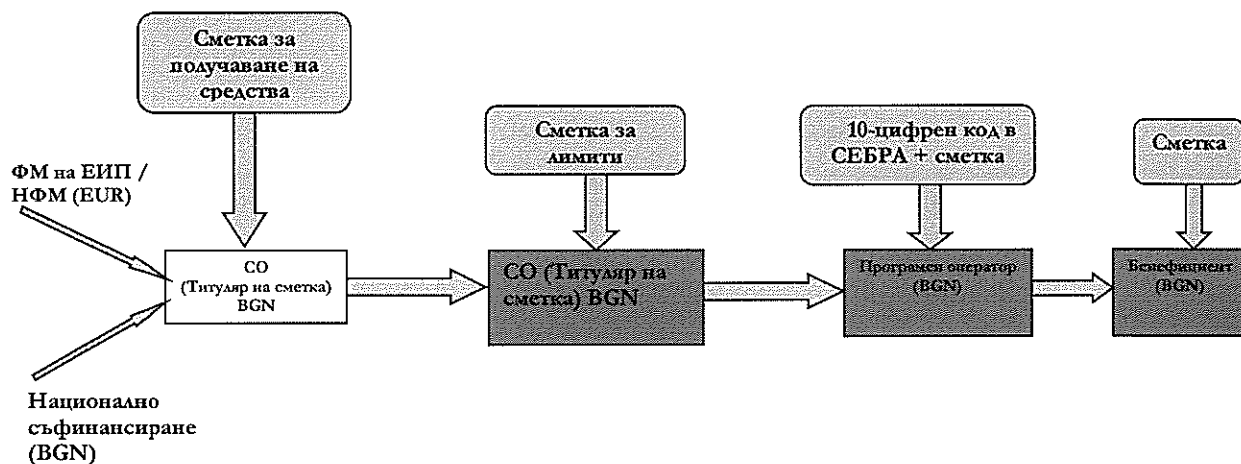 Сметка за
получаване на
средства
Сметка за
лимити
10-цифрен код в
СЕБРА + сметка
Сметка
ФМ на ЕИП /
НФМ (EUR)
СО
(Титуляр на сметка)
BGN
СО (Титуляр на
сметка) BGN
Програмен оператор
(BGN)
Бенефициент
(BGN)
Национално
съфинансиране
(BGN)